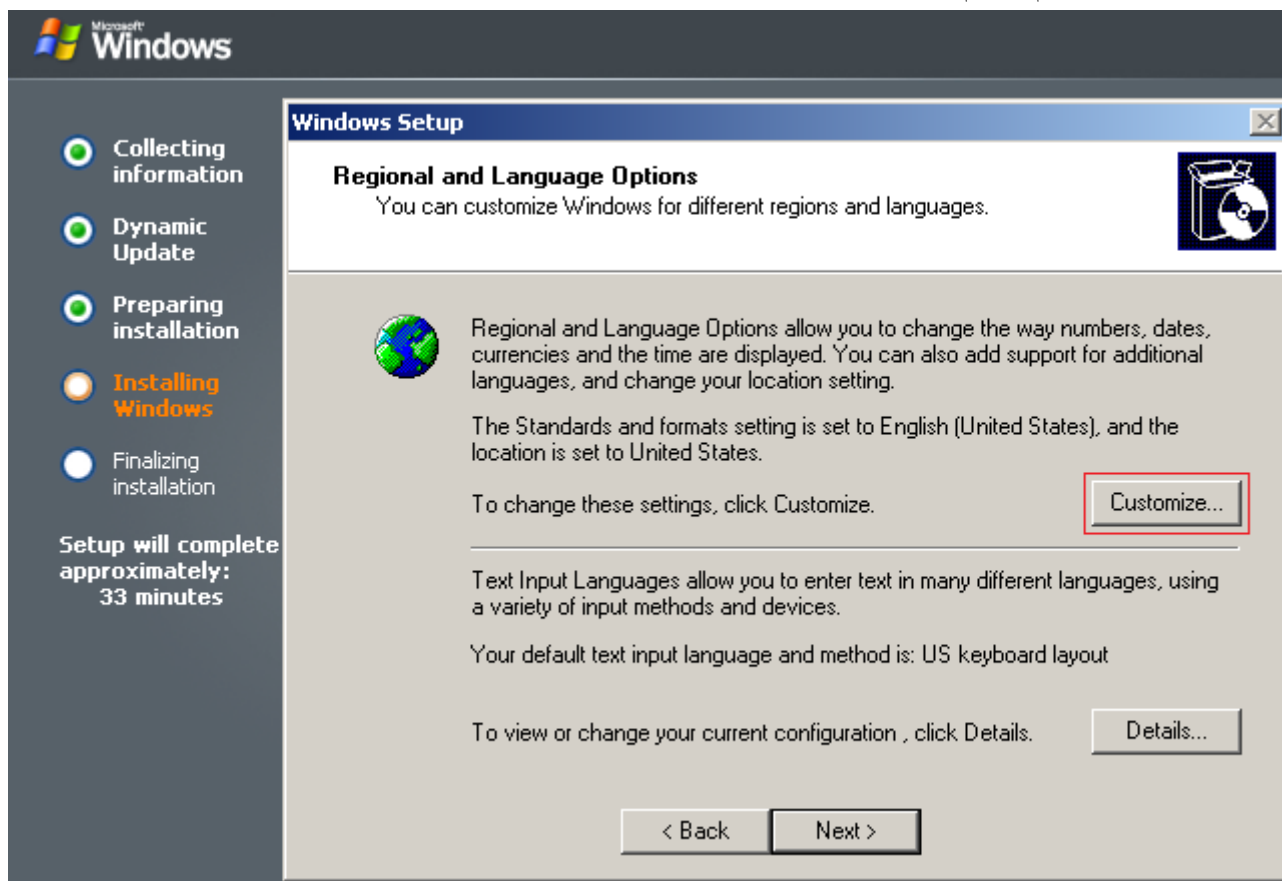 Microsoft
Windows
Collecting
information
Dynamic
Update
Preparing
installation
Installing
Windows
Finalizing
installation
Setup will complete
approximately:
33 minutes
Windows Setup
Regional and Language Options
You can customize Windows for different regions and languages.
Regional and Language Options allow you to change the way numbers, dates,
currencies and the time are displayed. You can also add support for additional
languages, and change your location setting.
The Standards and formats setting is set to English (United States), and the
location is set to United States.
To change these settings, click Customize.
Customize...
Text Input Languages allow you to enter text in many different languages, using
a variety of input methods and devices.
Your default text input language and method is: US keyboard layout
To view or change your current configuration , click Details.
Details...
< Back
Next >